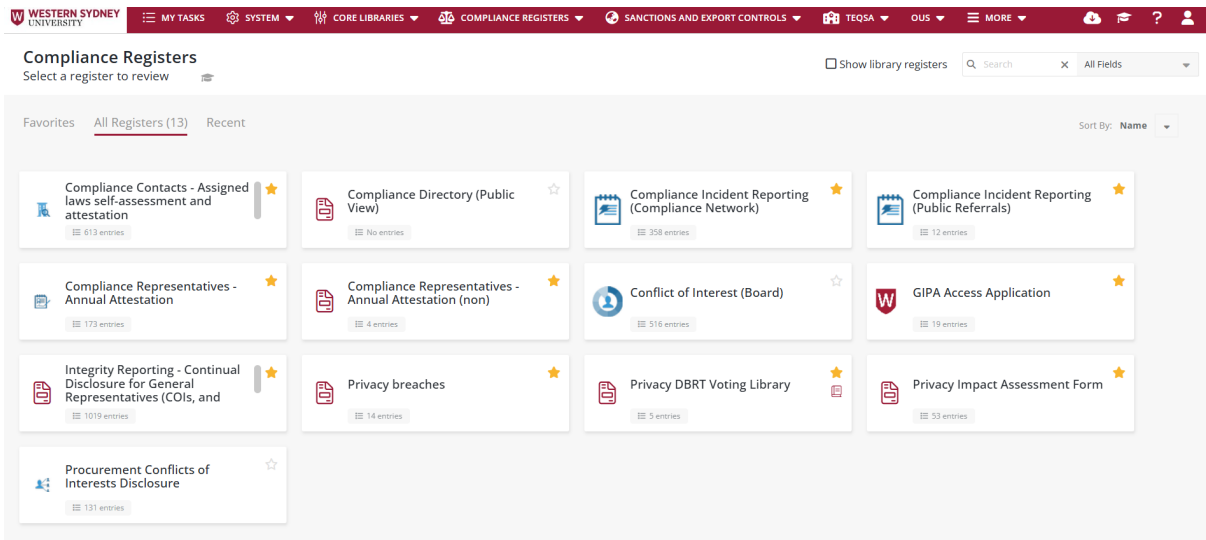 WESTERN SYDNEY
UNIVERSITY
MY TASKS SYSTEM CORE LIBRARIES COMPLIANCE REGISTERS SANCTIONS AND EXPORT CONTROLS TEQSA OUS MORE ?
Compliance Registers
Select a register to review
Show library registers Search All Fields
Favorites All Registers (13) Recent
Sort By: Name
Compliance Contacts - Assigned
laws self-assessment and
attestation
613 entries
Compliance Directory (Public
View)
No entries
Compliance Incident Reporting
(Compliance Network)
358 entries
Compliance Incident Reporting
(Public Referrals)
12 entries
Compliance Representatives -
Annual Attestation
173 entries
Compliance Representatives -
Annual Attestation (non)
4 entries
Conflict of Interest (Board)
516 entries
W
GIPA Access Application
19 entries
Integrity Reporting - Continual
Disclosure for General
Representatives (COIs, and
1019 entries
Privacy breaches
14 entries
Privacy DBRT Voting Library
5 entries
Privacy Impact Assessment Form
53 entries
Procurement Conflicts of
Interests Disclosure
131 entries